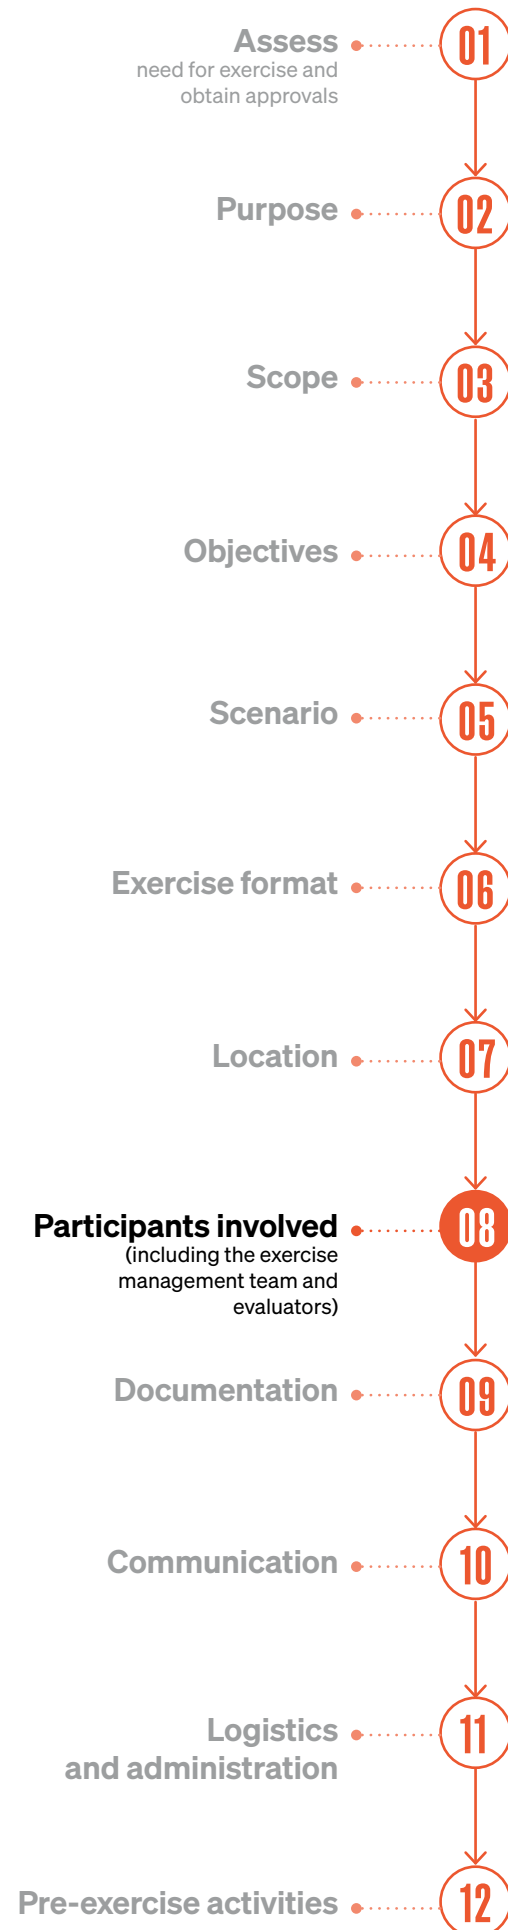 Assess
01
need for exercise and
obtain approvals
Purpose
02
Scope
03
Objectives
04
Scenario
05
Exercise format
06
Location
07
Participants involved
08
(including the exercise
management team and
evaluators)
Documentation
09
Communication
10
Logistics
and administration
11
Pre-exercise activities
12